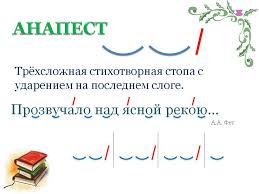 АНАПЕСТ
Трёхсложная стихотворная стопа с
ударением на последнем слоге.
Прозвучало над ясной рекою...
А.А. Фет